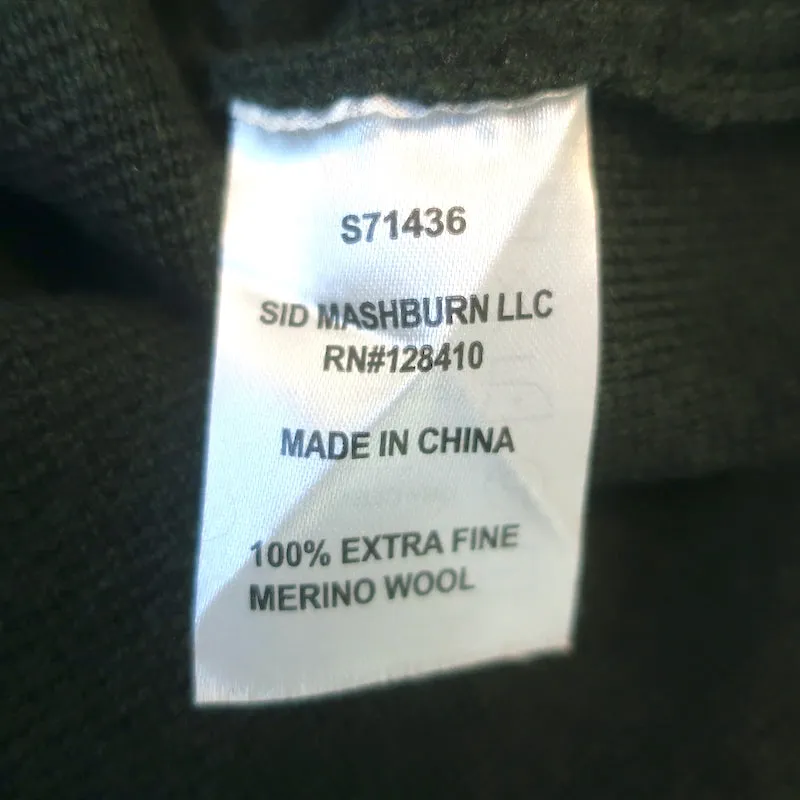 S71436
SID MASHBURN LLC
RN#128410
MADE IN CHINA
100% EXTRA FINE
MERINO WOOL